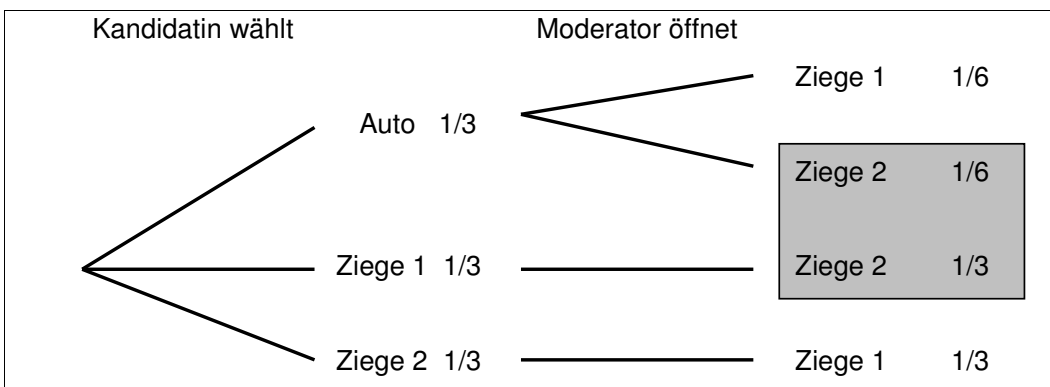 Kandidatin wählt Moderator öffnet
Ziege 1 1/6
Auto 1/3
Ziege 2 1/6
Ziege 1 1/3 Ziege 2 1/3
Ziege 2 1/3 Ziege 1 1/3